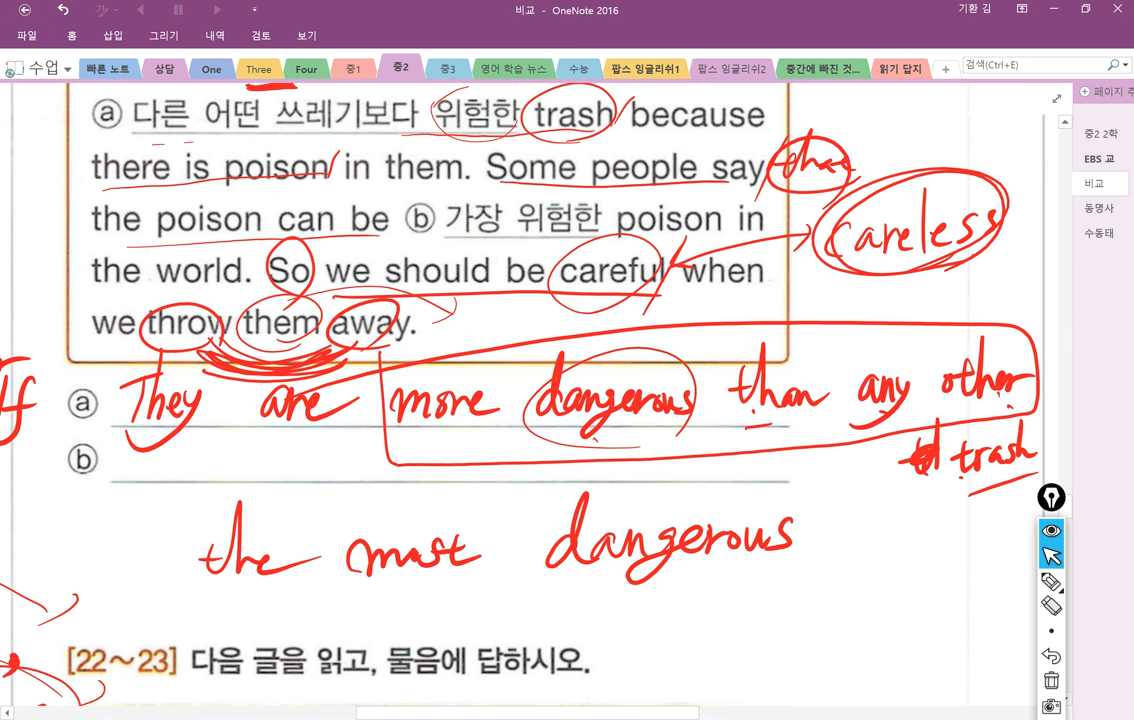 비교 - OneNote 2016
기환 김
파일 홈 삽입 그리기 내역 검토 보기
수업 빠른 노트 상담 One Three Four 중1 중2 중3 영어 학습 뉴스 수능 팝스 잉글리쉬1 팝스 잉글리쉬2 중간에 빠진 것... 읽기 답지 + 검색(Ctrl+E)
페이지 추
중2 2학
EBS 교
비교
동명사
수동태
ⓐ 다른 어떤 쓰레기보다 위험한 trash because
there is poison in them. Some people say that
the poison can be ⓑ 가장 위험한 poison in
careless
the world. So we should be careful when
we throw them away.
If
ⓐ They are more dangerous than any other
trash
ⓑ
the most dangerous
[22～23] 다음 글을 읽고, 물음에 답하시오.